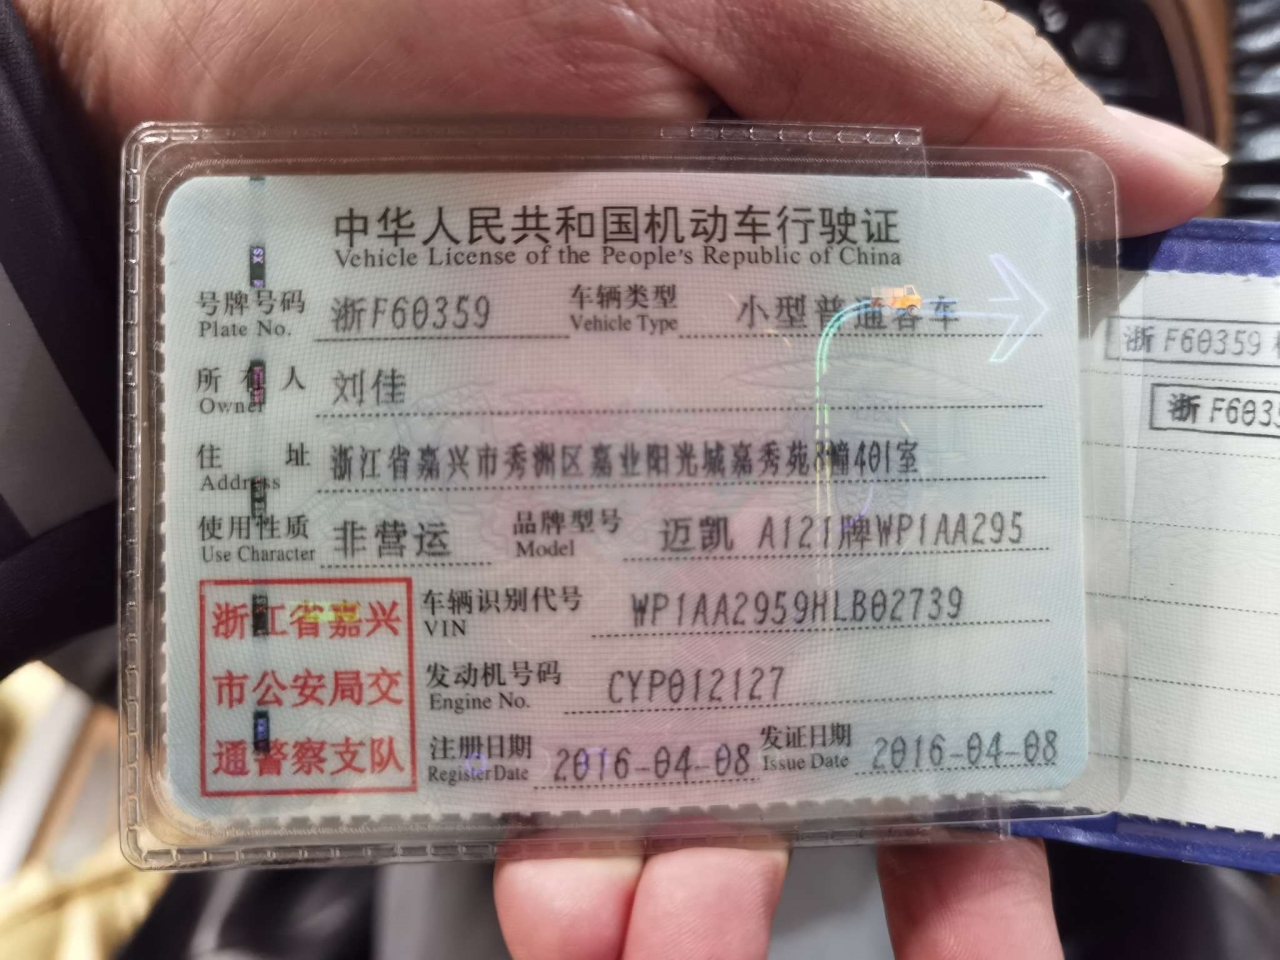 中华人民共和国机动车行驶证
Vehicle License of the People's Republic of China
号牌号码 浙F60359 车辆类型 小型普通客车
Plate No. Vehicle Type
所有人 刘佳
Owner
住址 浙江省嘉兴市秀洲区嘉业阳光城嘉秀苑8幢401室
Address
使用性质 非营运 品牌型号 迈凯 A121牌WP1AA295
Use Character Model
浙江省嘉兴
市公安局交
通警察支队
车辆识别代号 WP1AA2959HLB02739
VIN
发动机号码 CYP012127
Engine No.
注册日期 2016-04-08 发证日期 2016-04-08
Register Date Issue Date
浙F60359
浙F603